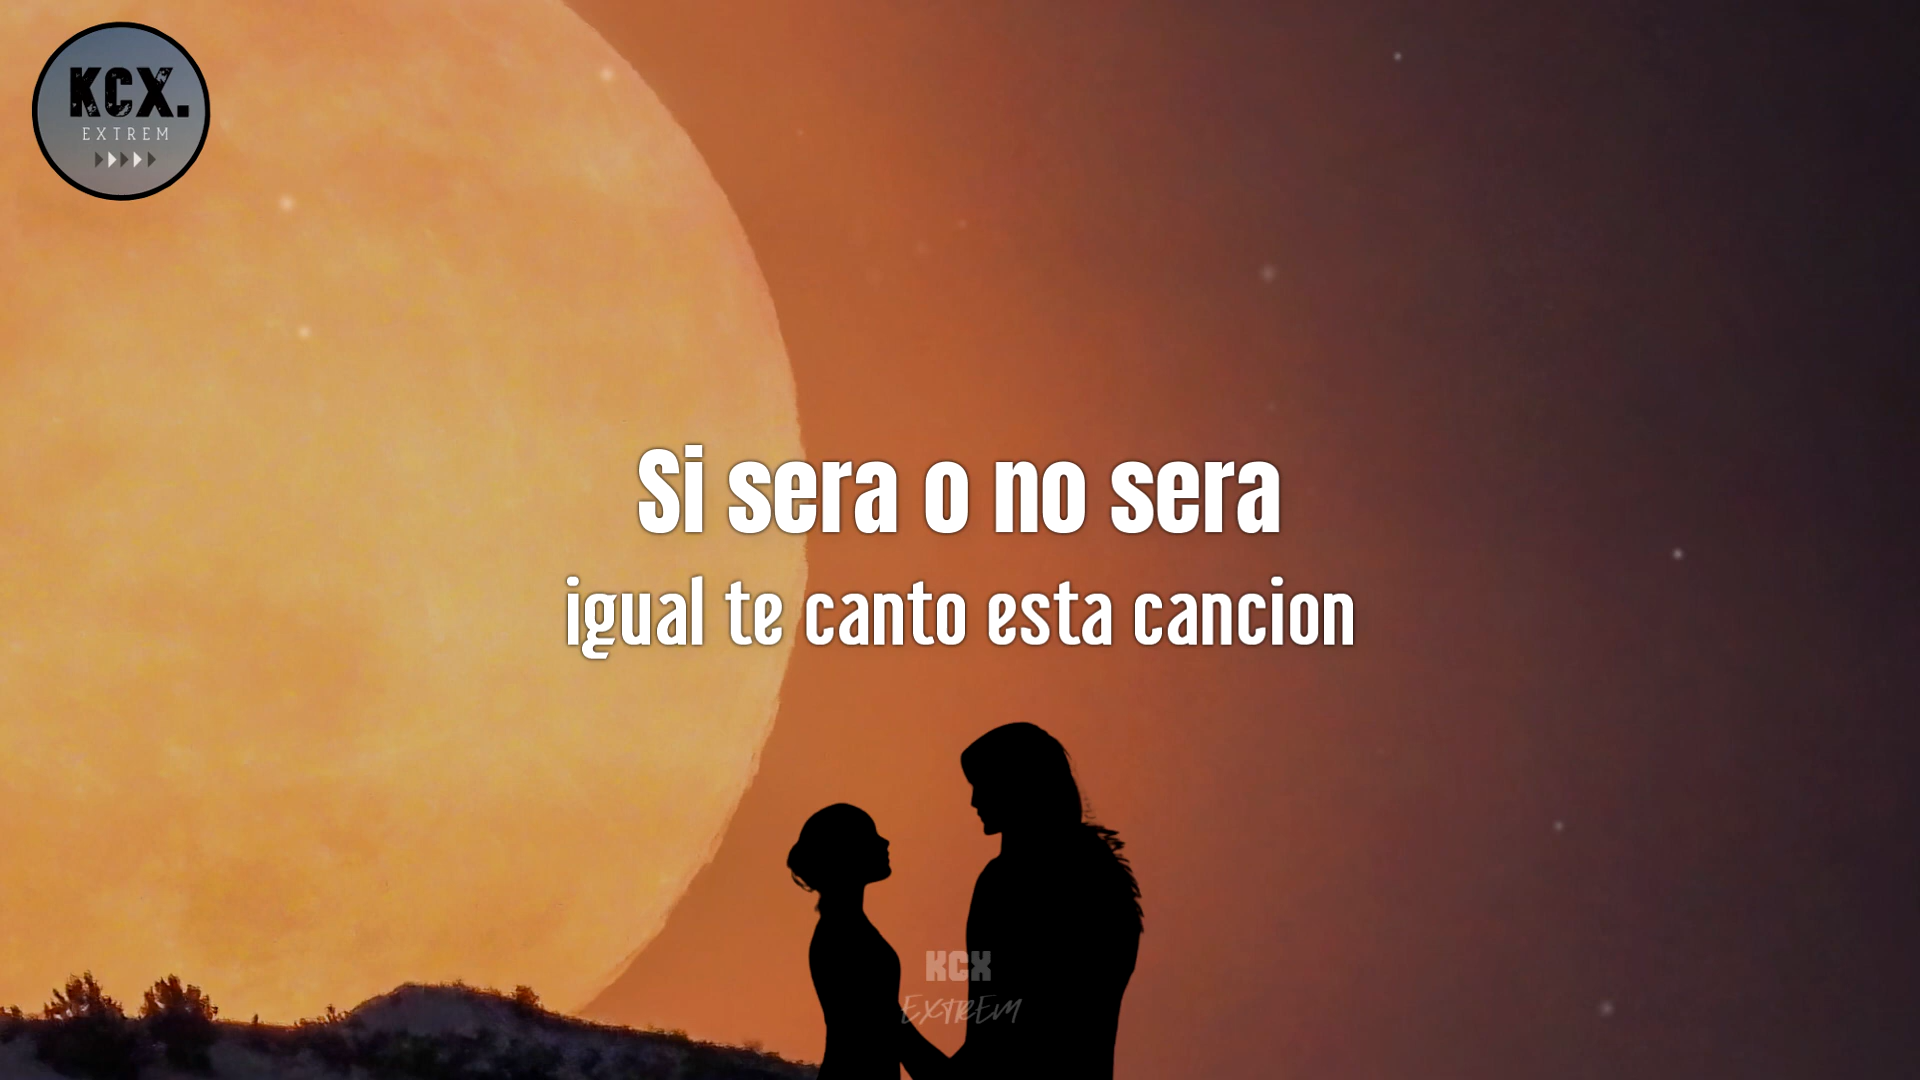 KCX.
EXTREM
Si sera o no sera
igual te canto esta cancion
KCX
EXTREM